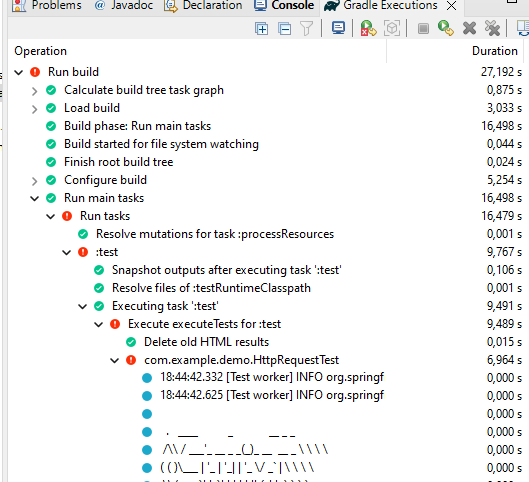 Problems @ Javadoc Declaration Console Gradle Executions
Operation Duration
Run build 27,192 s
Calculate build tree task graph 0,875 s
Load build 3,033 s
Build phase: Run main tasks 16,498 s
Build started for file system watching 0,044 s
Finish root build tree 0,024 s
Configure build 5,254 s
Run main tasks 16,498 s
Run tasks 16,479 s
Resolve mutations for task :processResources 0,001 s
:test 9,767 s
Snapshot outputs after executing task ':test' 0,106 s
Resolve files of :testRuntimeClasspath 0,001 s
Executing task ':test' 9,491 s
Execute executeTests for :test 9,489 s
Delete old HTML results 0,015 s
com.example.demo.HttpRequestTest 6,964 s
18:44:42.332 [Test worker] INFO org.springf 0,000 s
18:44:42.625 [Test worker] INFO org.springf 0,000 s
0,000 s
. ____ _ __ _ _ 0,000 s
/\\ / ___'_ __ _ _(_)_ __ __ _ \ \ \ \ 0,000 s
( ( )\___ | '_ | '_| | '_ \/ _` | \ \ \ \ 0,000 s